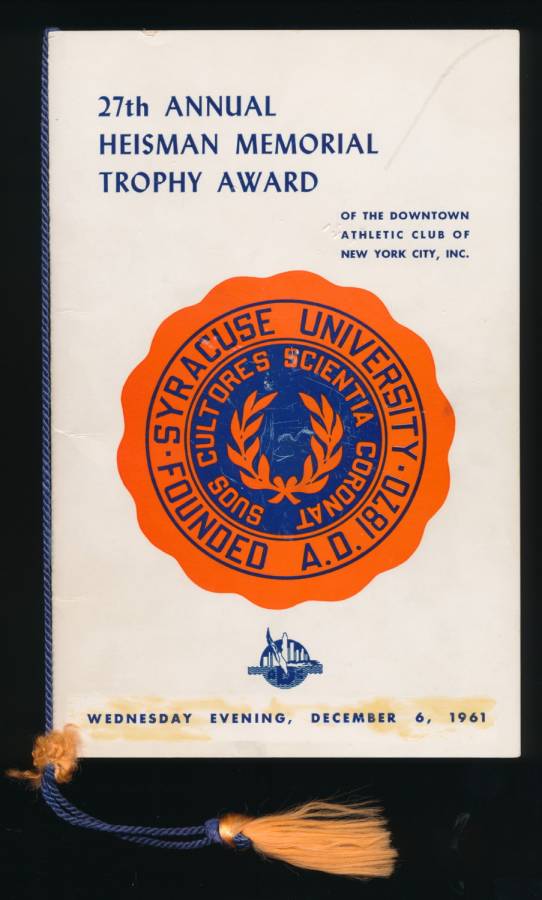 27th ANNUAL
HEISMAN MEMORIAL
TROPHY AWARD
OF THE DOWNTOWN
ATHLETIC CLUB OF
NEW YORK CITY, INC.
SYRACUSE UNIVERSITY
FOUNDED A.D. 1870
SUOS CULTORES SCIENTIA CORONAT
WEDNESDAY EVENING, DECEMBER 6, 1961